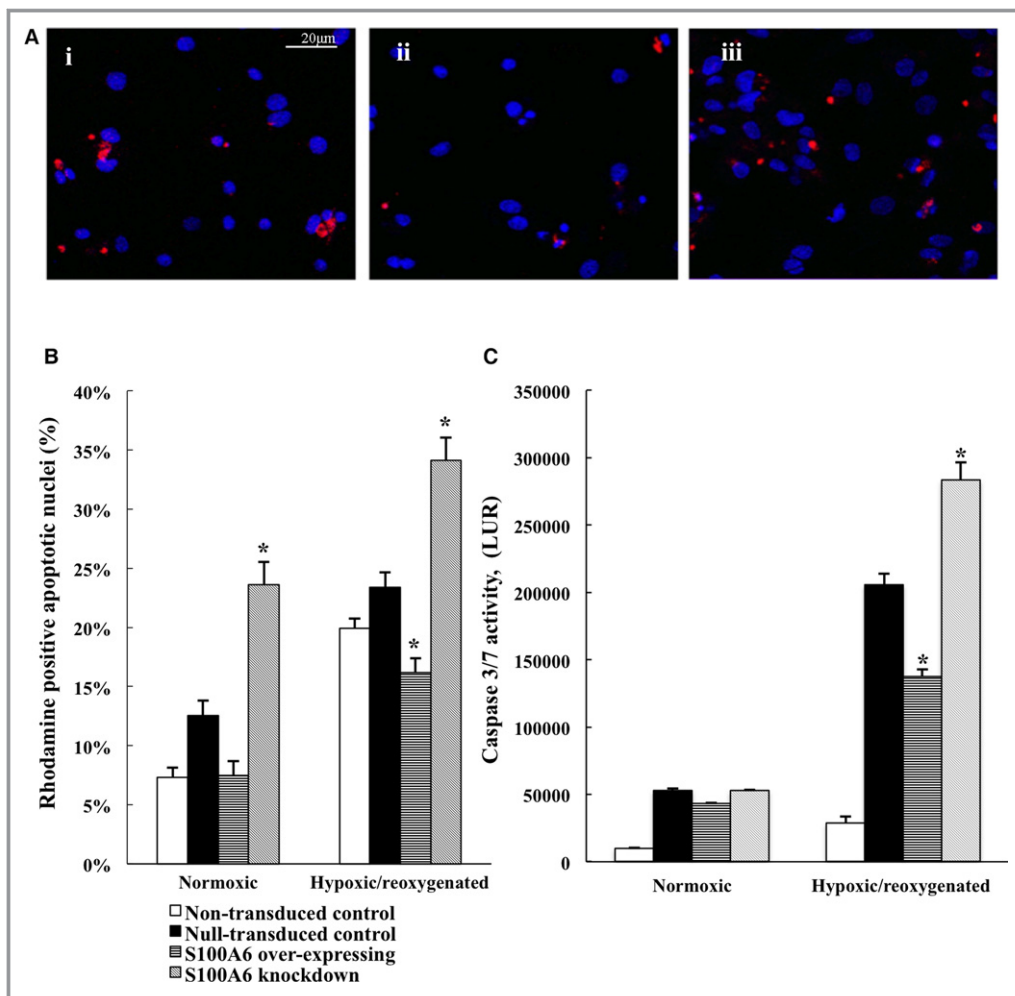 A
i
20μm
ii
iii
B
Rhodamine positive apoptotic nuclei (%)
40%
35%
30%
25%
20%
15%
10%
5%
0%
*
*
*
Normoxic
Hypoxic/reoxygenated
Non-transduced control
Null-transduced control
S100A6 over-expressing
S100A6 knockdown
C
Caspase 3/7 activity, (LUR)
350000
300000
250000
200000
150000
100000
50000
0
*
*
Normoxic
Hypoxic/reoxygenated